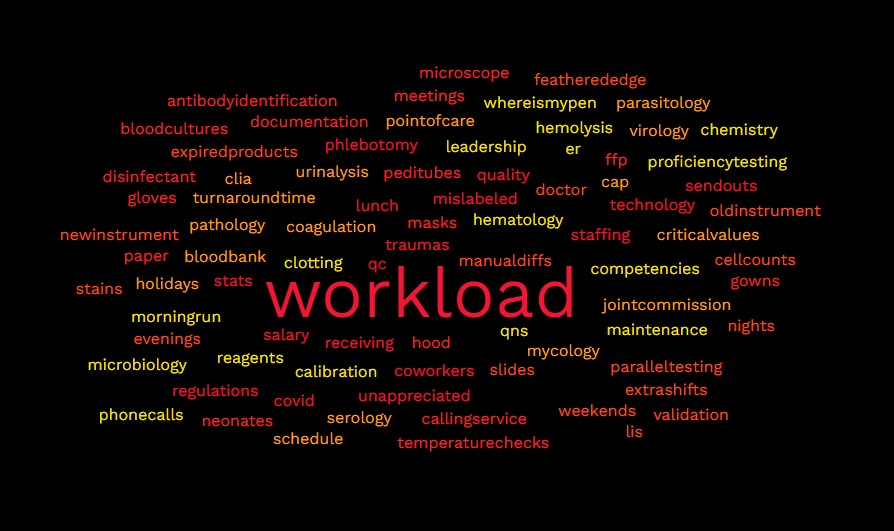 microscope
featherededge
antibodyidentification
meetings
whereismypen
parasitology
bloodcultures
documentation
pointofcare
hemolysis
virology
chemistry
expiredproducts
phlebotomy
leadership
er
ffp
proficiencytesting
disinfectant
clia
urinalysis
peditubes
quality
doctor
cap
sendouts
gloves
turnaroundtime
lunch
mislabeled
technology
oldinstrument
newinstrument
pathology
coagulation
masks
hematology
staffing
criticalvalues
traumas
paper
bloodbank
clotting
qc
manualdiffs
competencies
cellcounts
stains
holidays
stats
workload
gowns
jointcommission
morningrun
qns
maintenance
nights
evenings
salary
receiving
hood
mycology
microbiology
reagents
calibration
coworkers
slides
paralleltesting
regulations
covid
unappreciated
extrashifts
phonecalls
neonates
serology
callingservice
weekends
validation
schedule
temperaturechecks
lis